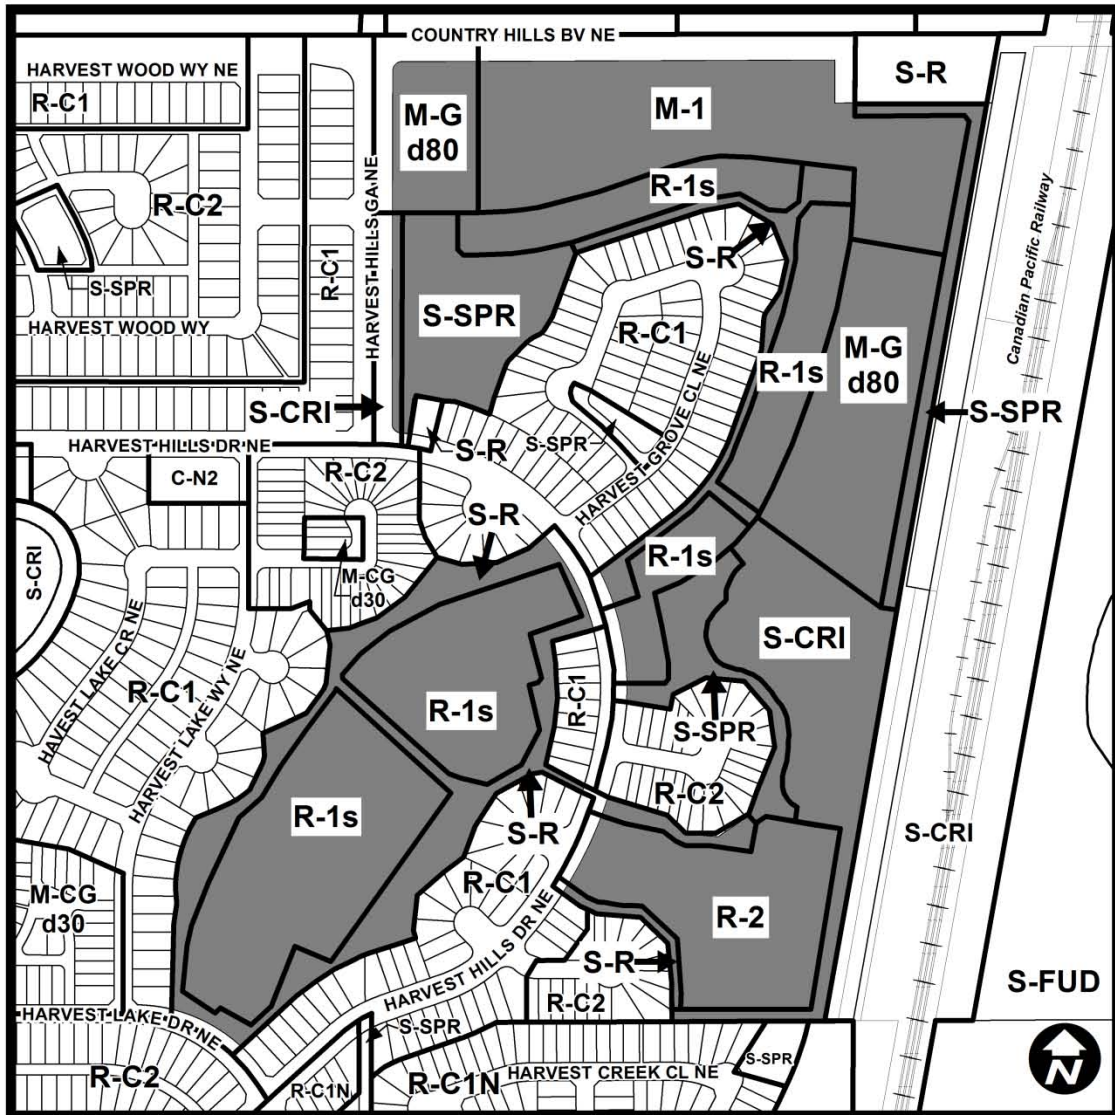 COUNTRY HILLS BV NE
HARVEST WOOD WY NE
R-C1
S-R
M-G
d80
M-1
R-1s
R-C2
HARVEST HILLS GA NE
R-C1
S-SPR
HARVEST WOOD WY
Canadian Pacific Railway
S-R
S-SPR
R-C1
R-1s
M-G
d80
S-CRI
S-SPR
HARVEST HILLS DR NE
S-R
S-SPR
HARVEST GROVE CL NE
C-N2
R-C2
S-R
S-CRI
M-CG
d30
R-1s
HAVEST LAKE CR NE
HARVEST LAKE WY NE
R-C1
R-1s
R-C1
S-CRI
S-SPR
R-C2
R-1s
S-R
S-CRI
M-CG
d30
R-C1
R-2
HARVEST HILLS DR NE
S-R
R-C2
S-FUD
HARVEST LAKE DR NE
S-SPR
R-C2
R-C1N
R-C1N
HARVEST CREEK CL NE
S-SPR
N